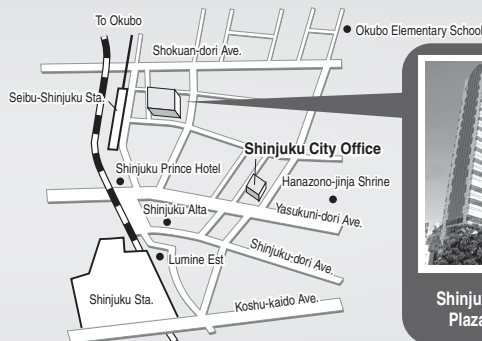 To Okubo
Okubo Elementary School
Shokuan-dori Ave.
Seibu-Shinjuku Sta.
Shinjuku City Office
Shinjuku Prince Hotel
Hanazono-jinja Shrine
Shinjuku Alta
Yasukuni-dori Ave.
Shinjuku-dori Ave.
Lumine Est
Shinjuku Sta.
Koshu-kaido Ave.
Plaza